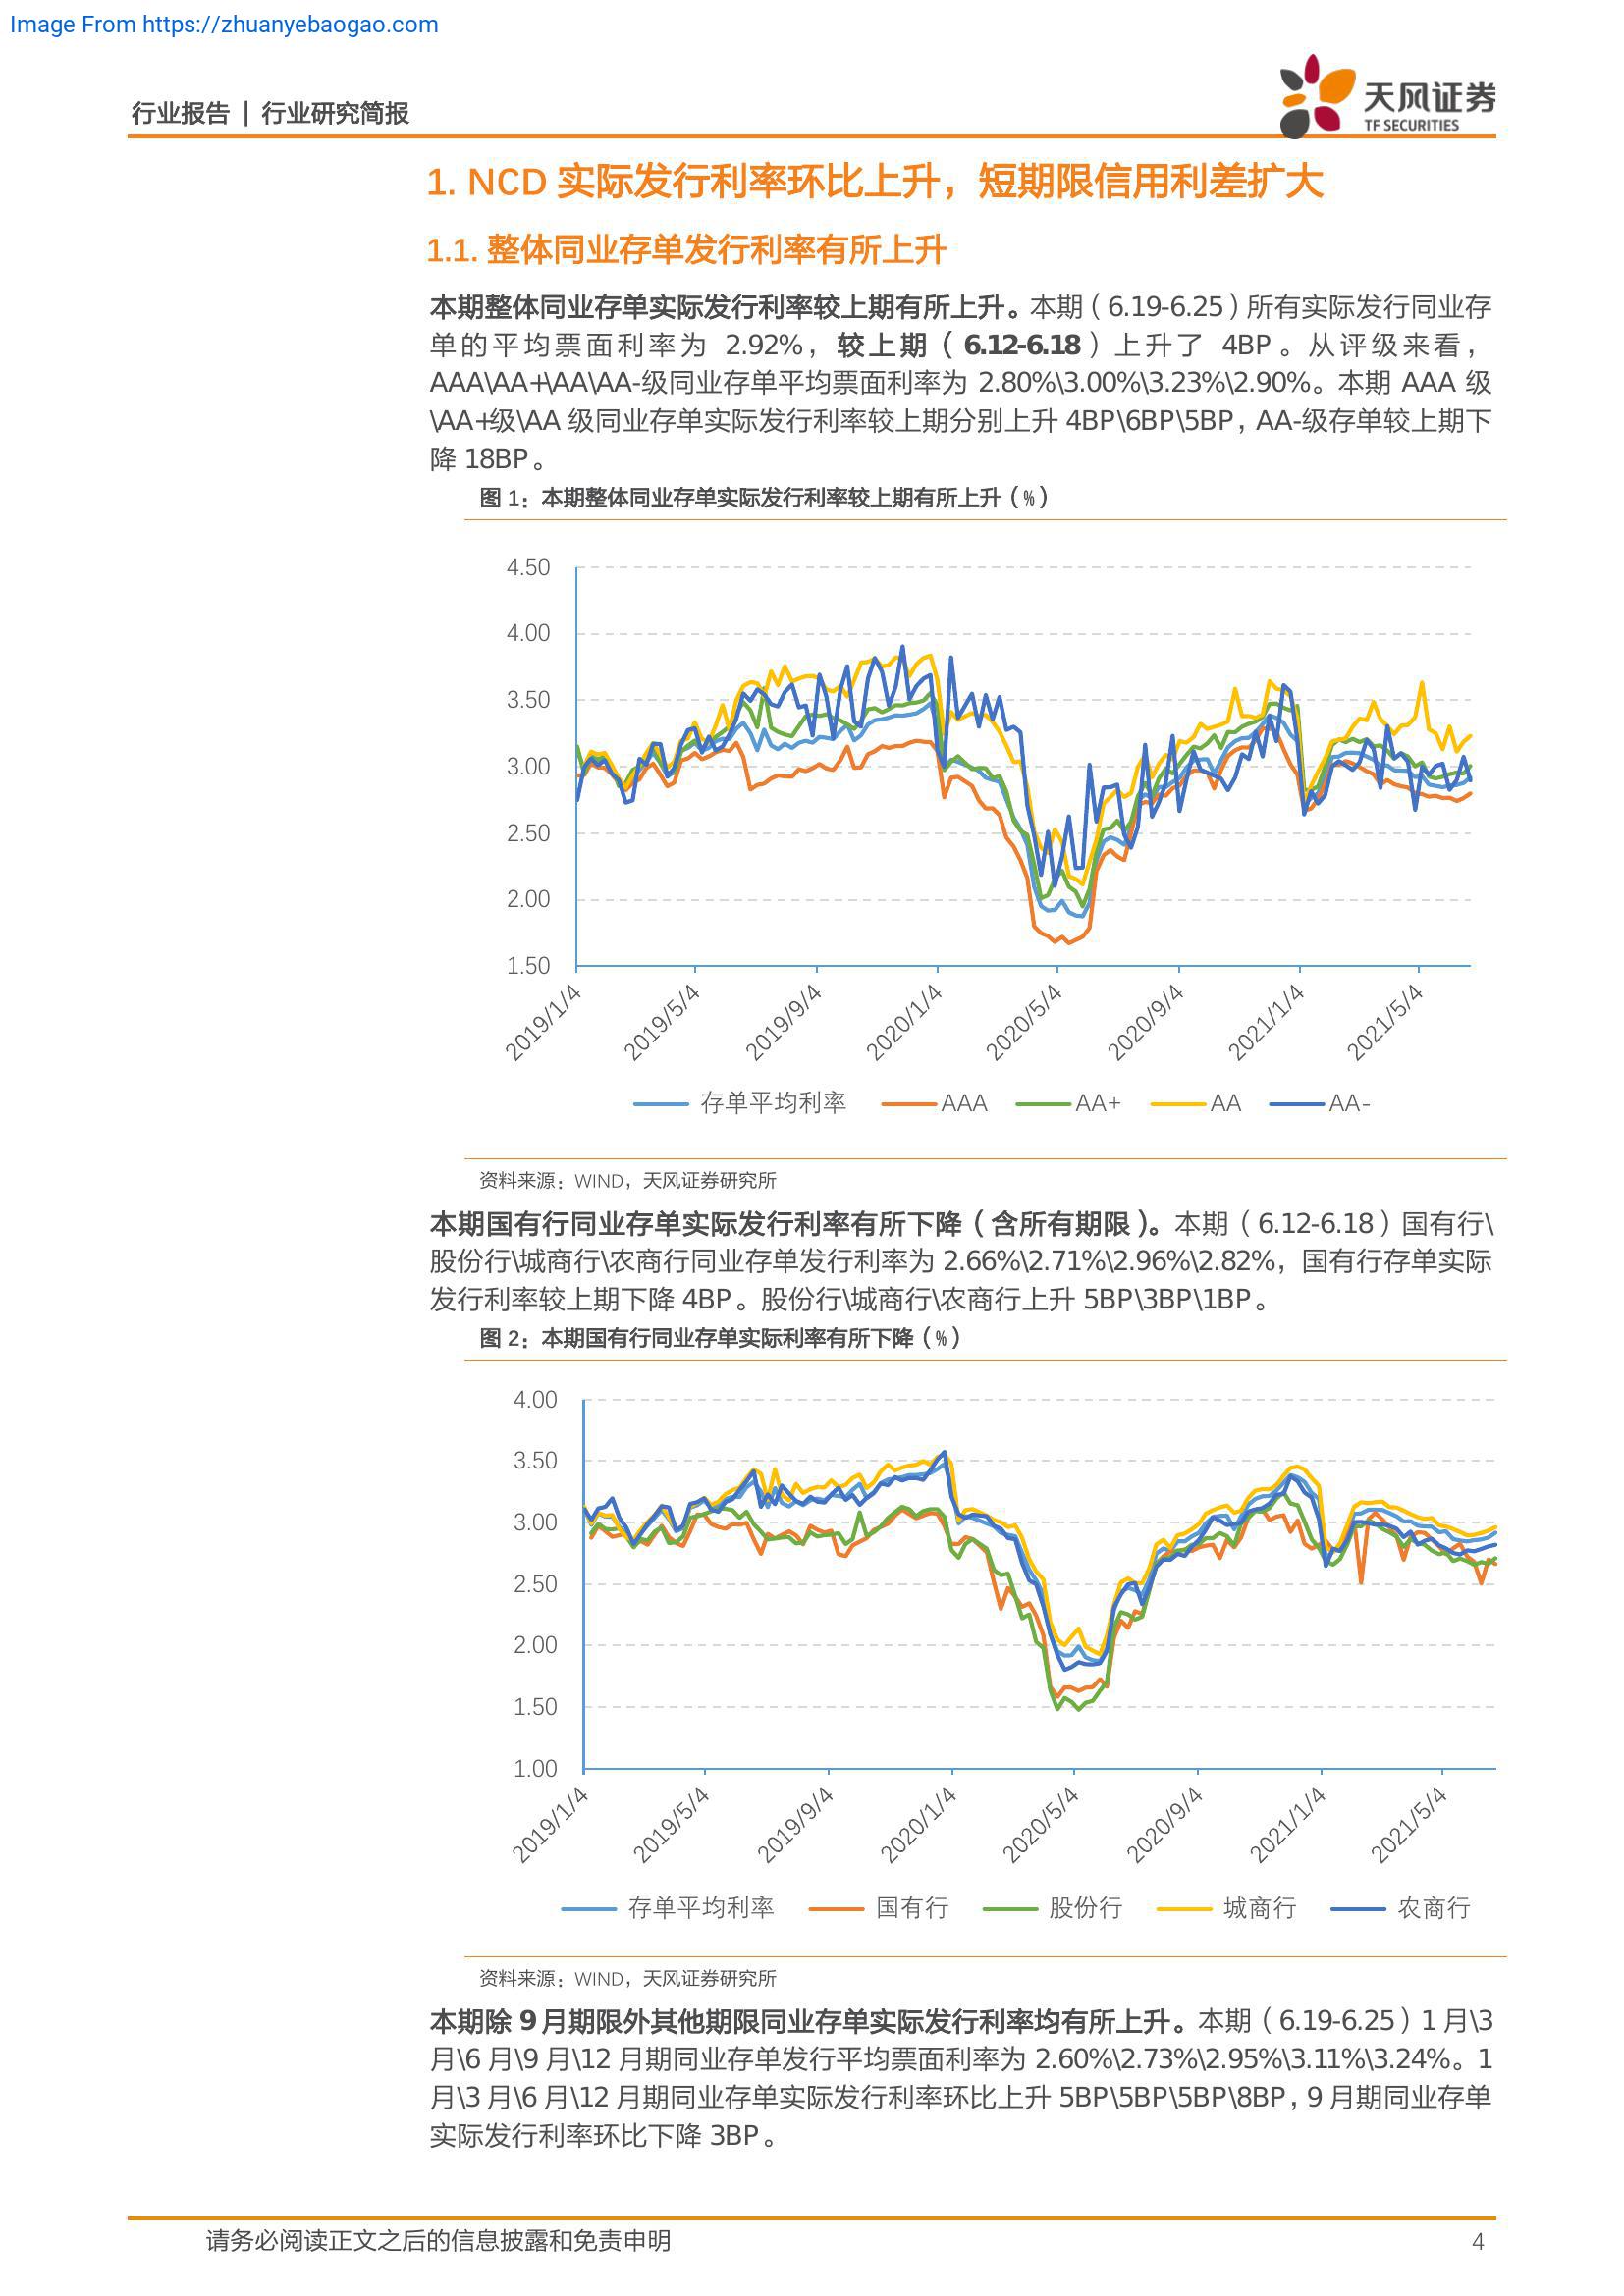 Image From https://zhuanyebaogao.com
行业报告 | 行业研究简报
天风证券
TF SECURITIES
1. NCD 实际发行利率环比上升，短期限信用利差扩大
1.1. 整体同业存单发行利率有所上升
本期整体同业存单实际发行利率较上期有所上升。本期（6.19-6.25）所有实际发行同业存
单的平均票面利率为 2.92%，较上期（6.12-6.18）上升了 4BP。从评级来看，
AAA\AA+\AA\AA-级同业存单平均票面利率为 2.80%\3.00%\3.23%\2.90%。本期 AAA 级
\AA+级\AA 级同业存单实际发行利率较上期分别上升 4BP\6BP\5BP，AA-级存单较上期下
降 18BP。
图 1：本期整体同业存单实际发行利率较上期有所上升（%）
4.50
4.00
3.50
3.00
2.50
2.00
1.50
2019/1/4 2019/5/4 2019/9/4 2020/1/4 2020/5/4 2020/9/4 2021/1/4 2021/5/4
存单平均利率 AAA AA+ AA AA-
资料来源：WIND，天风证券研究所
本期国有行同业存单实际发行利率有所下降（含所有期限）。本期（6.12-6.18）国有行\
股份行\城商行\农商行同业存单发行利率为 2.66%\2.71%\2.96%\2.82%，国有行存单实际
发行利率较上期下降 4BP。股份行\城商行\农商行上升 5BP\3BP\1BP。
图 2：本期国有行同业存单实际利率有所下降（%）
4.00
3.50
3.00
2.50
2.00
1.50
1.00
2019/1/4 2019/5/4 2019/9/4 2020/1/4 2020/5/4 2020/9/4 2021/1/4 2021/5/4
存单平均利率 国有行 股份行 城商行 农商行
资料来源：WIND，天风证券研究所
本期除 9 月期限外其他期限同业存单实际发行利率均有所上升。本期（6.19-6.25）1 月\3
月\6 月\9 月\12 月期同业存单发行平均票面利率为 2.60%\2.73%\2.95%\3.11%\3.24%。1
月\3 月\6 月\12 月期同业存单实际发行利率环比上升 5BP\5BP\5BP\8BP，9 月期同业存单
实际发行利率环比下降 3BP。
请务必阅读正文之后的信息披露和免责申明 4